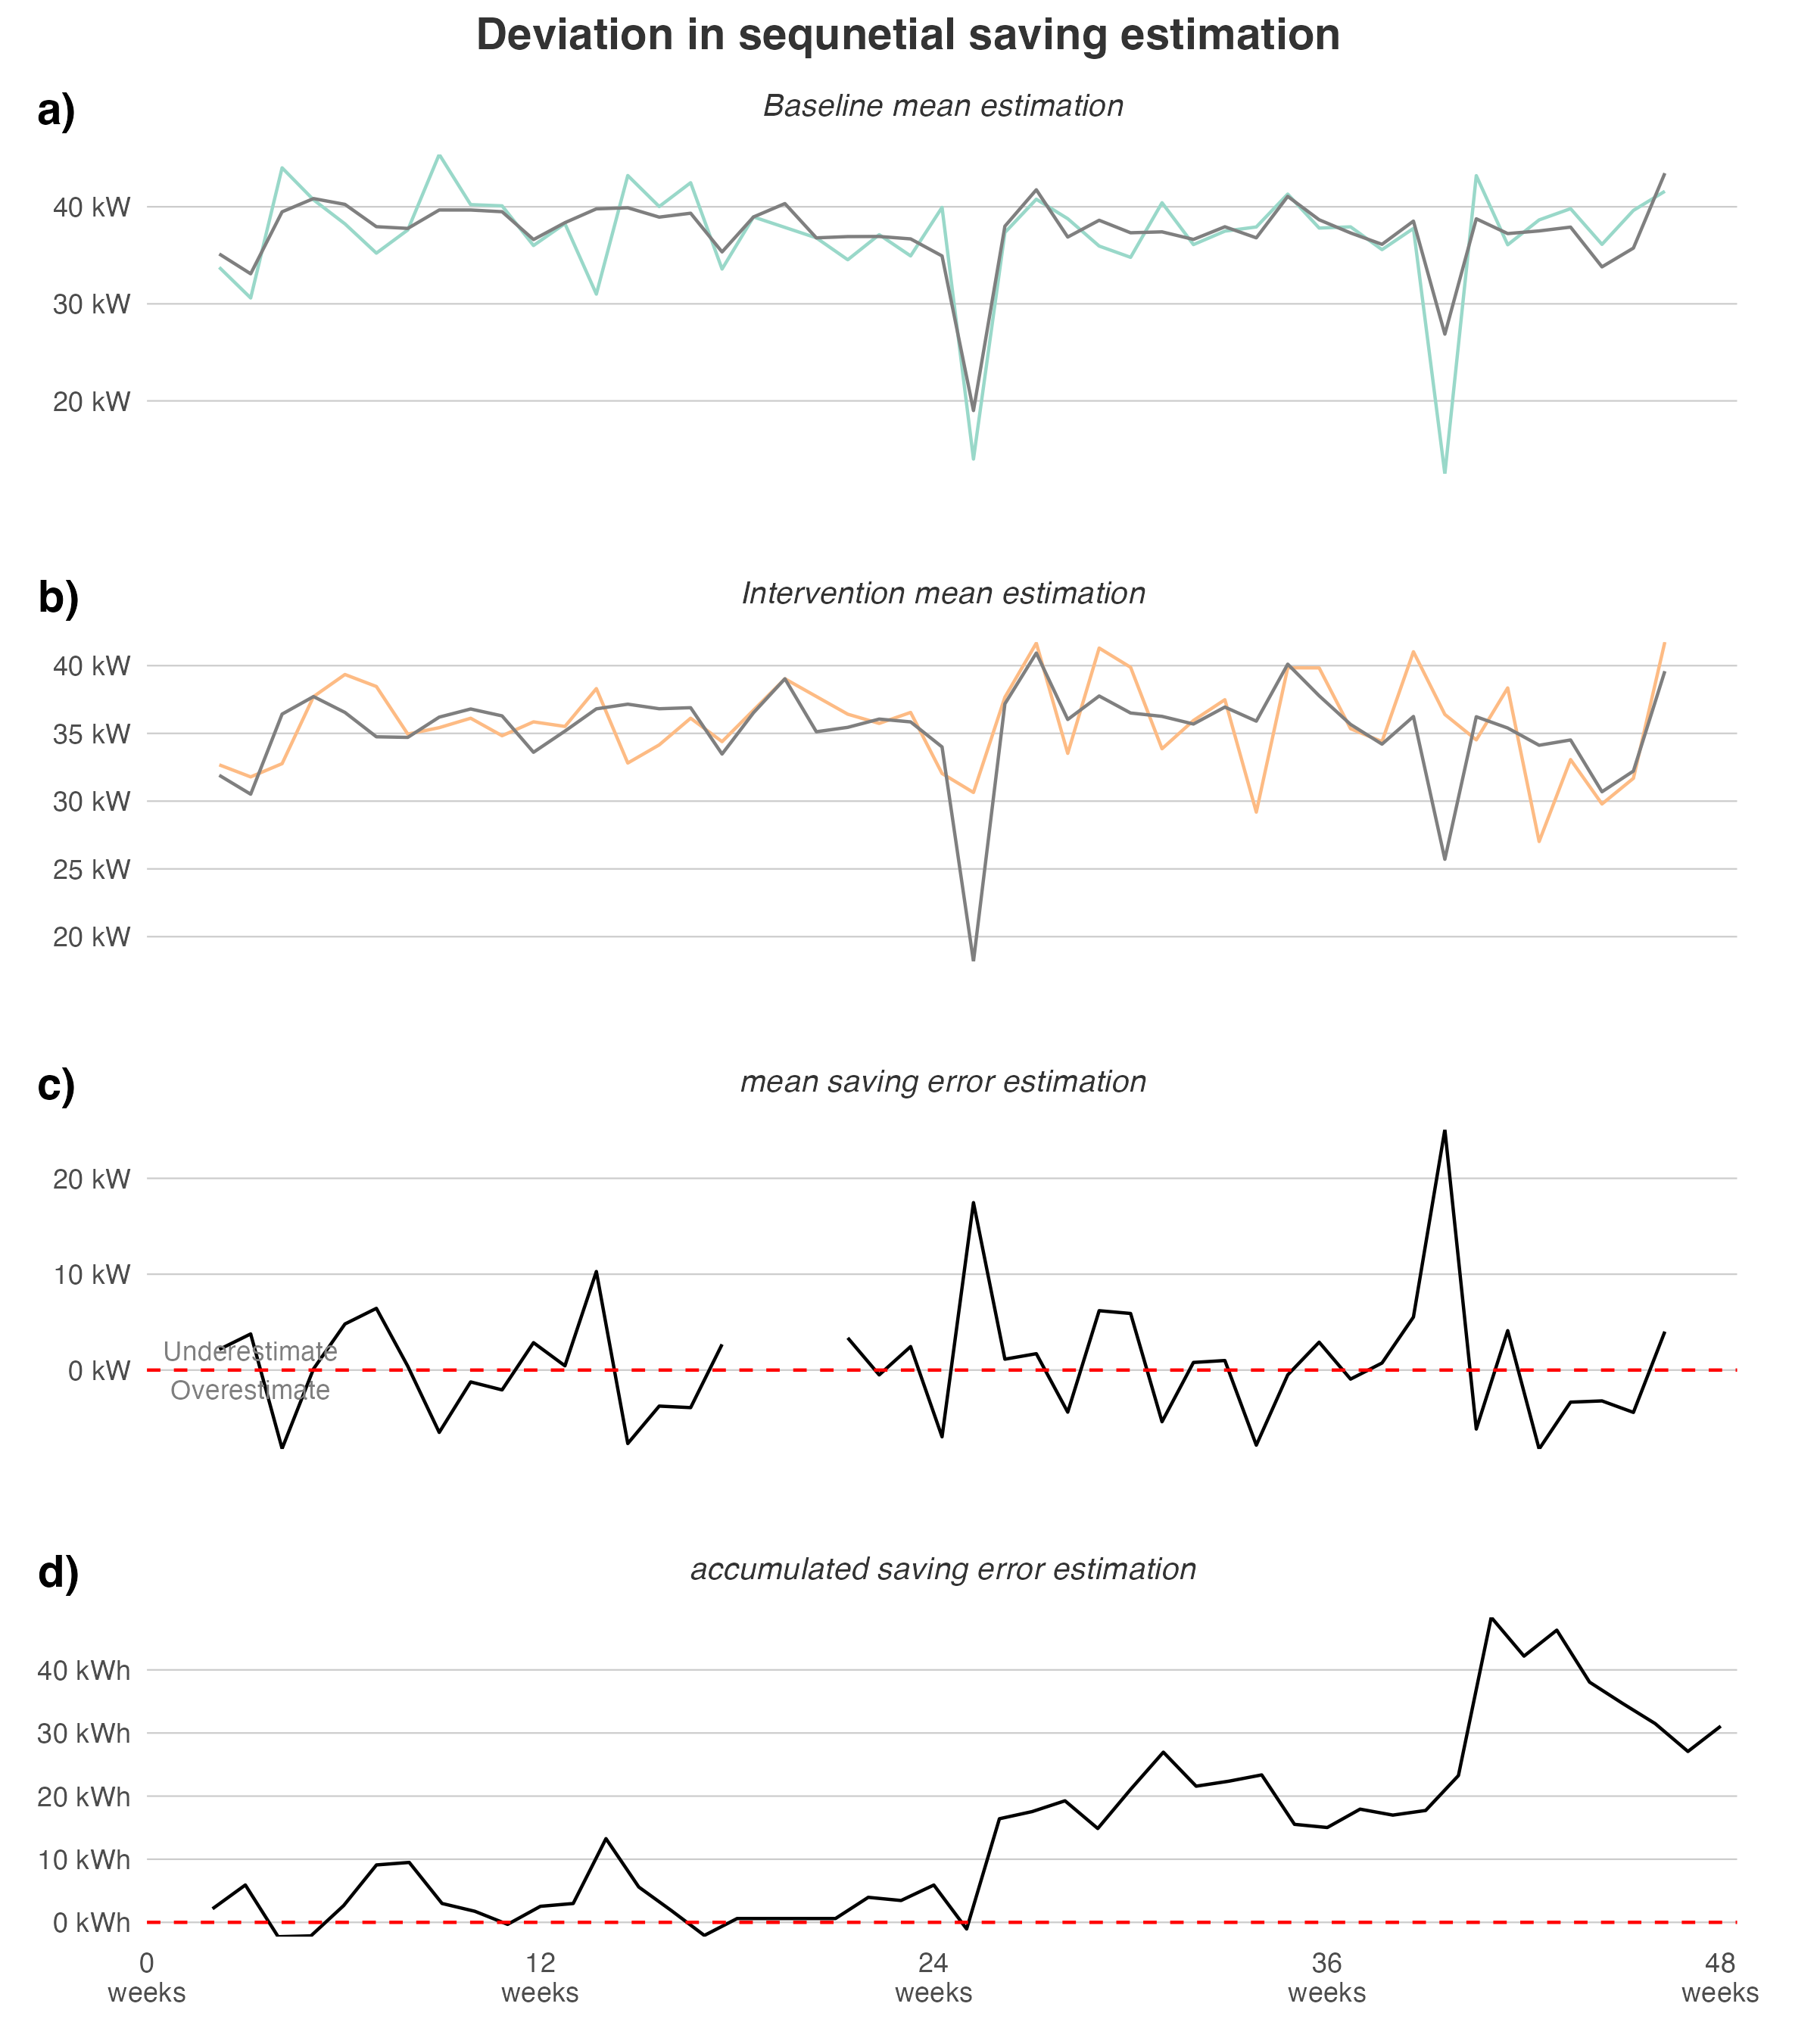 Deviation in sequnetial saving estimation
a)
Baseline mean estimation
40 kW
30 kW
20 kW
b)
Intervention mean estimation
40 kW
35 kW
30 kW
25 kW
20 kW
c)
mean saving error estimation
20 kW
10 kW
Underestimate
0 kW
Overestimate
d)
accumulated saving error estimation
40 kWh
30 kWh
20 kWh
10 kWh
0 kWh
0 12 24 36 48
weeks weeks weeks weeks weeks